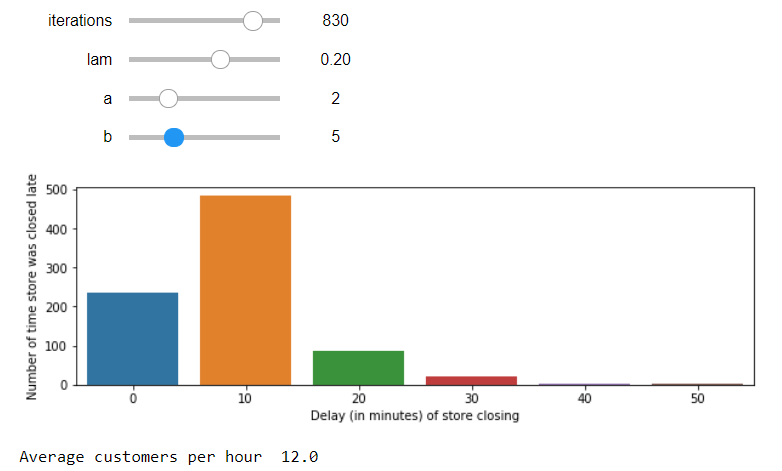 iterations 830
lam 0.20
a 2
b 5
Number of time store was closed late
500
400
300
200
100
0
0 10 20 30 40 50
Delay (in minutes) of store closing
Average customers per hour  12.0